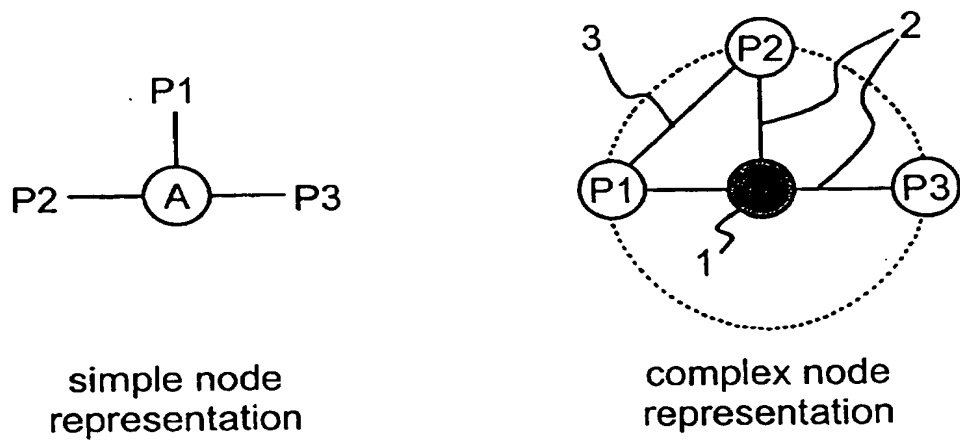 P1
P2
A
P3
simple node
representation
3
P2
2
P1
P3
1
complex node
representation